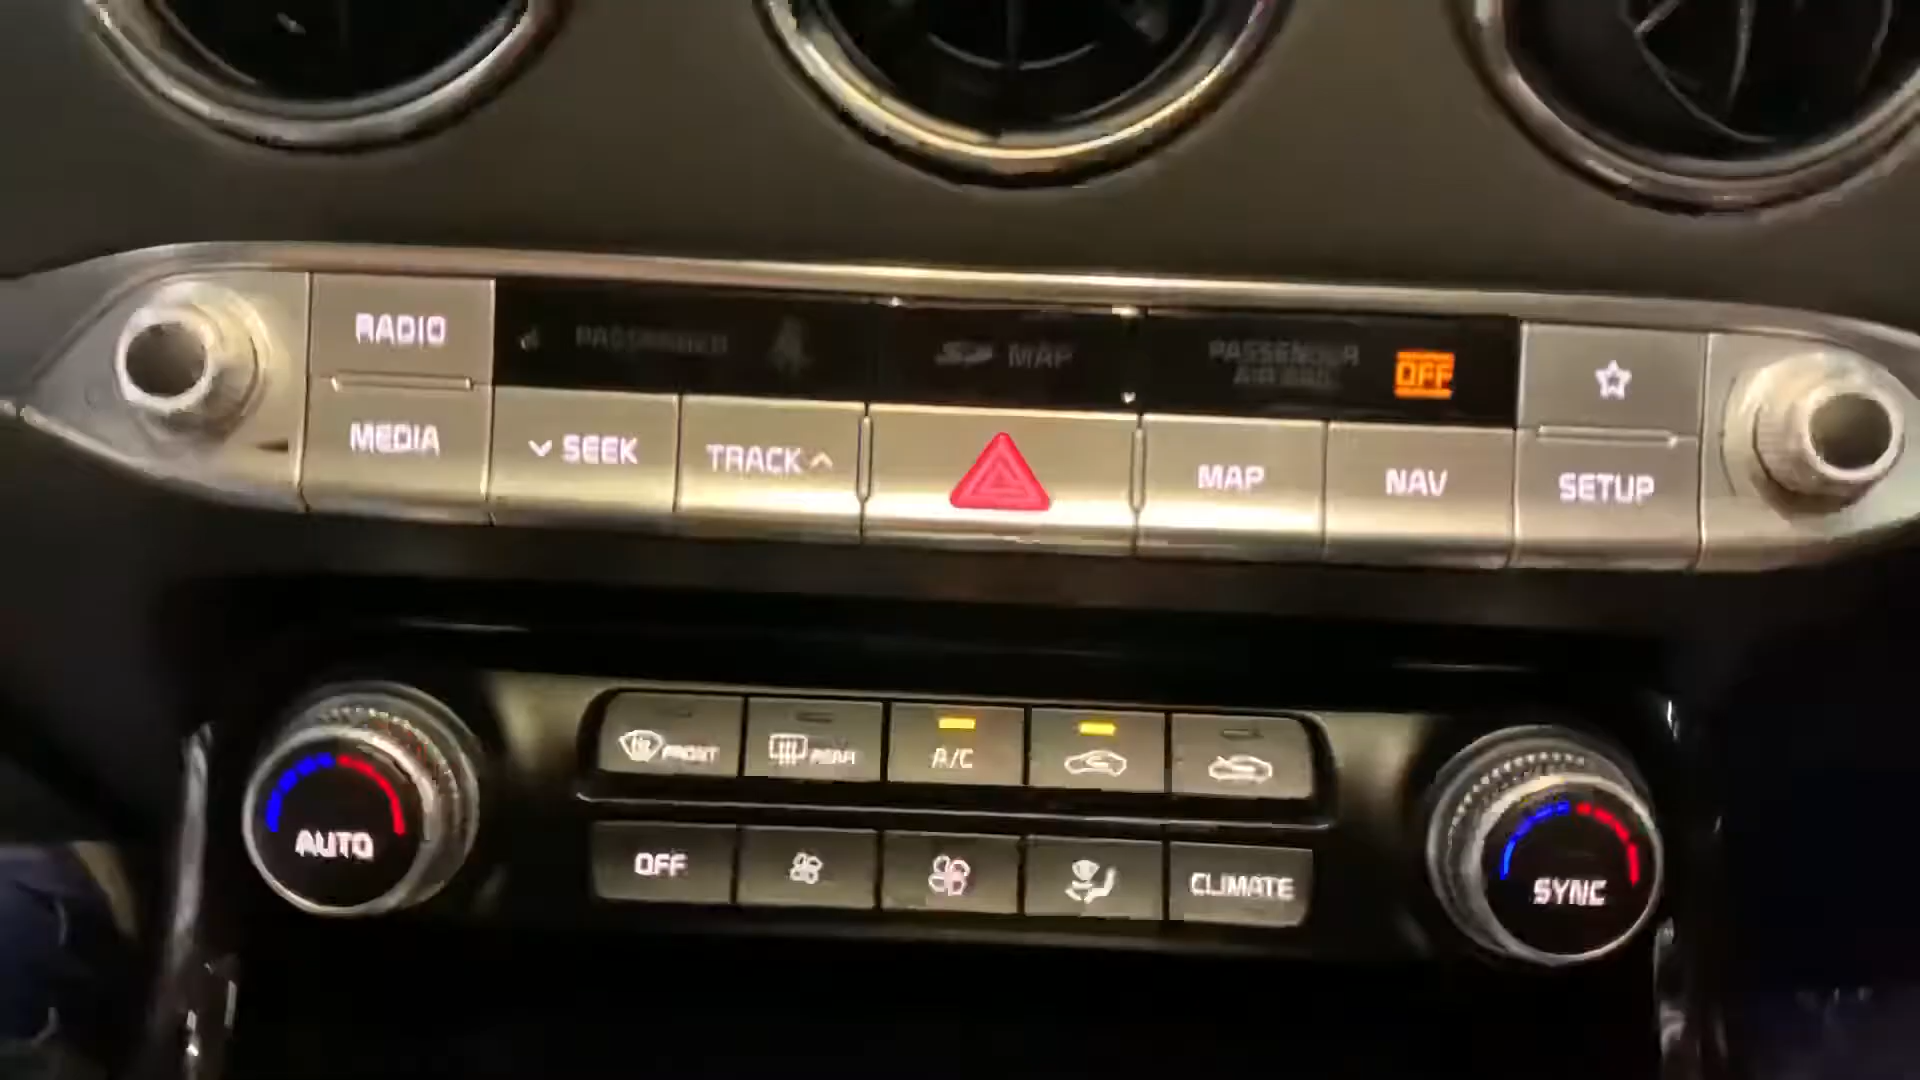 RADIO
PASSENGER
MAP
PASSENGER
AIR BAG
OFF
MEDIA
SEEK
TRACK
MAP
NAV
SETUP
FRONT
REAR
A/C
AUTO
OFF
CLIMATE
SYNC